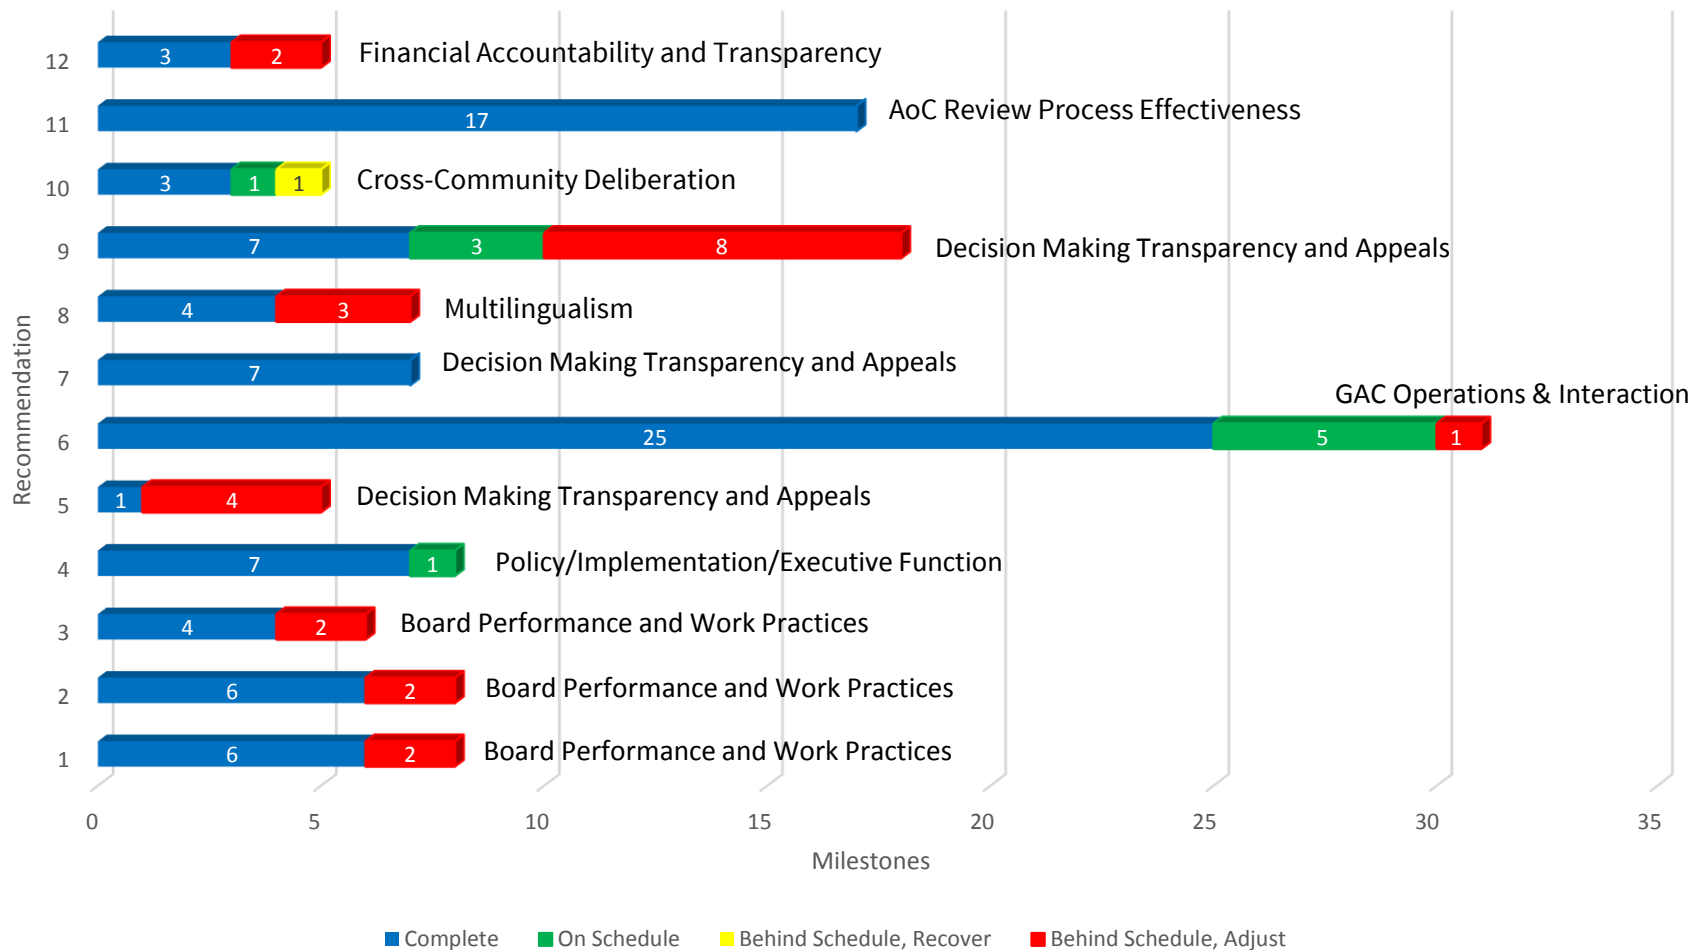 12
3
2
Financial Accountability and Transparency
11
17
AoC Review Process Effectiveness
10
3
1
1
Cross-Community Deliberation
9
7
3
8
Decision Making Transparency and Appeals
8
4
3
Multilingualism
7
7
Decision Making Transparency and Appeals
GAC Operations & Interaction
6
25
5
1
5
1
4
Decision Making Transparency and Appeals
4
7
1
Policy/Implementation/Executive Function
3
4
2
Board Performance and Work Practices
2
6
2
Board Performance and Work Practices
1
6
2
Board Performance and Work Practices
Recommendation
0 5 10 15 20 25 30 35
Milestones
Complete On Schedule Behind Schedule, Recover Behind Schedule, Adjust